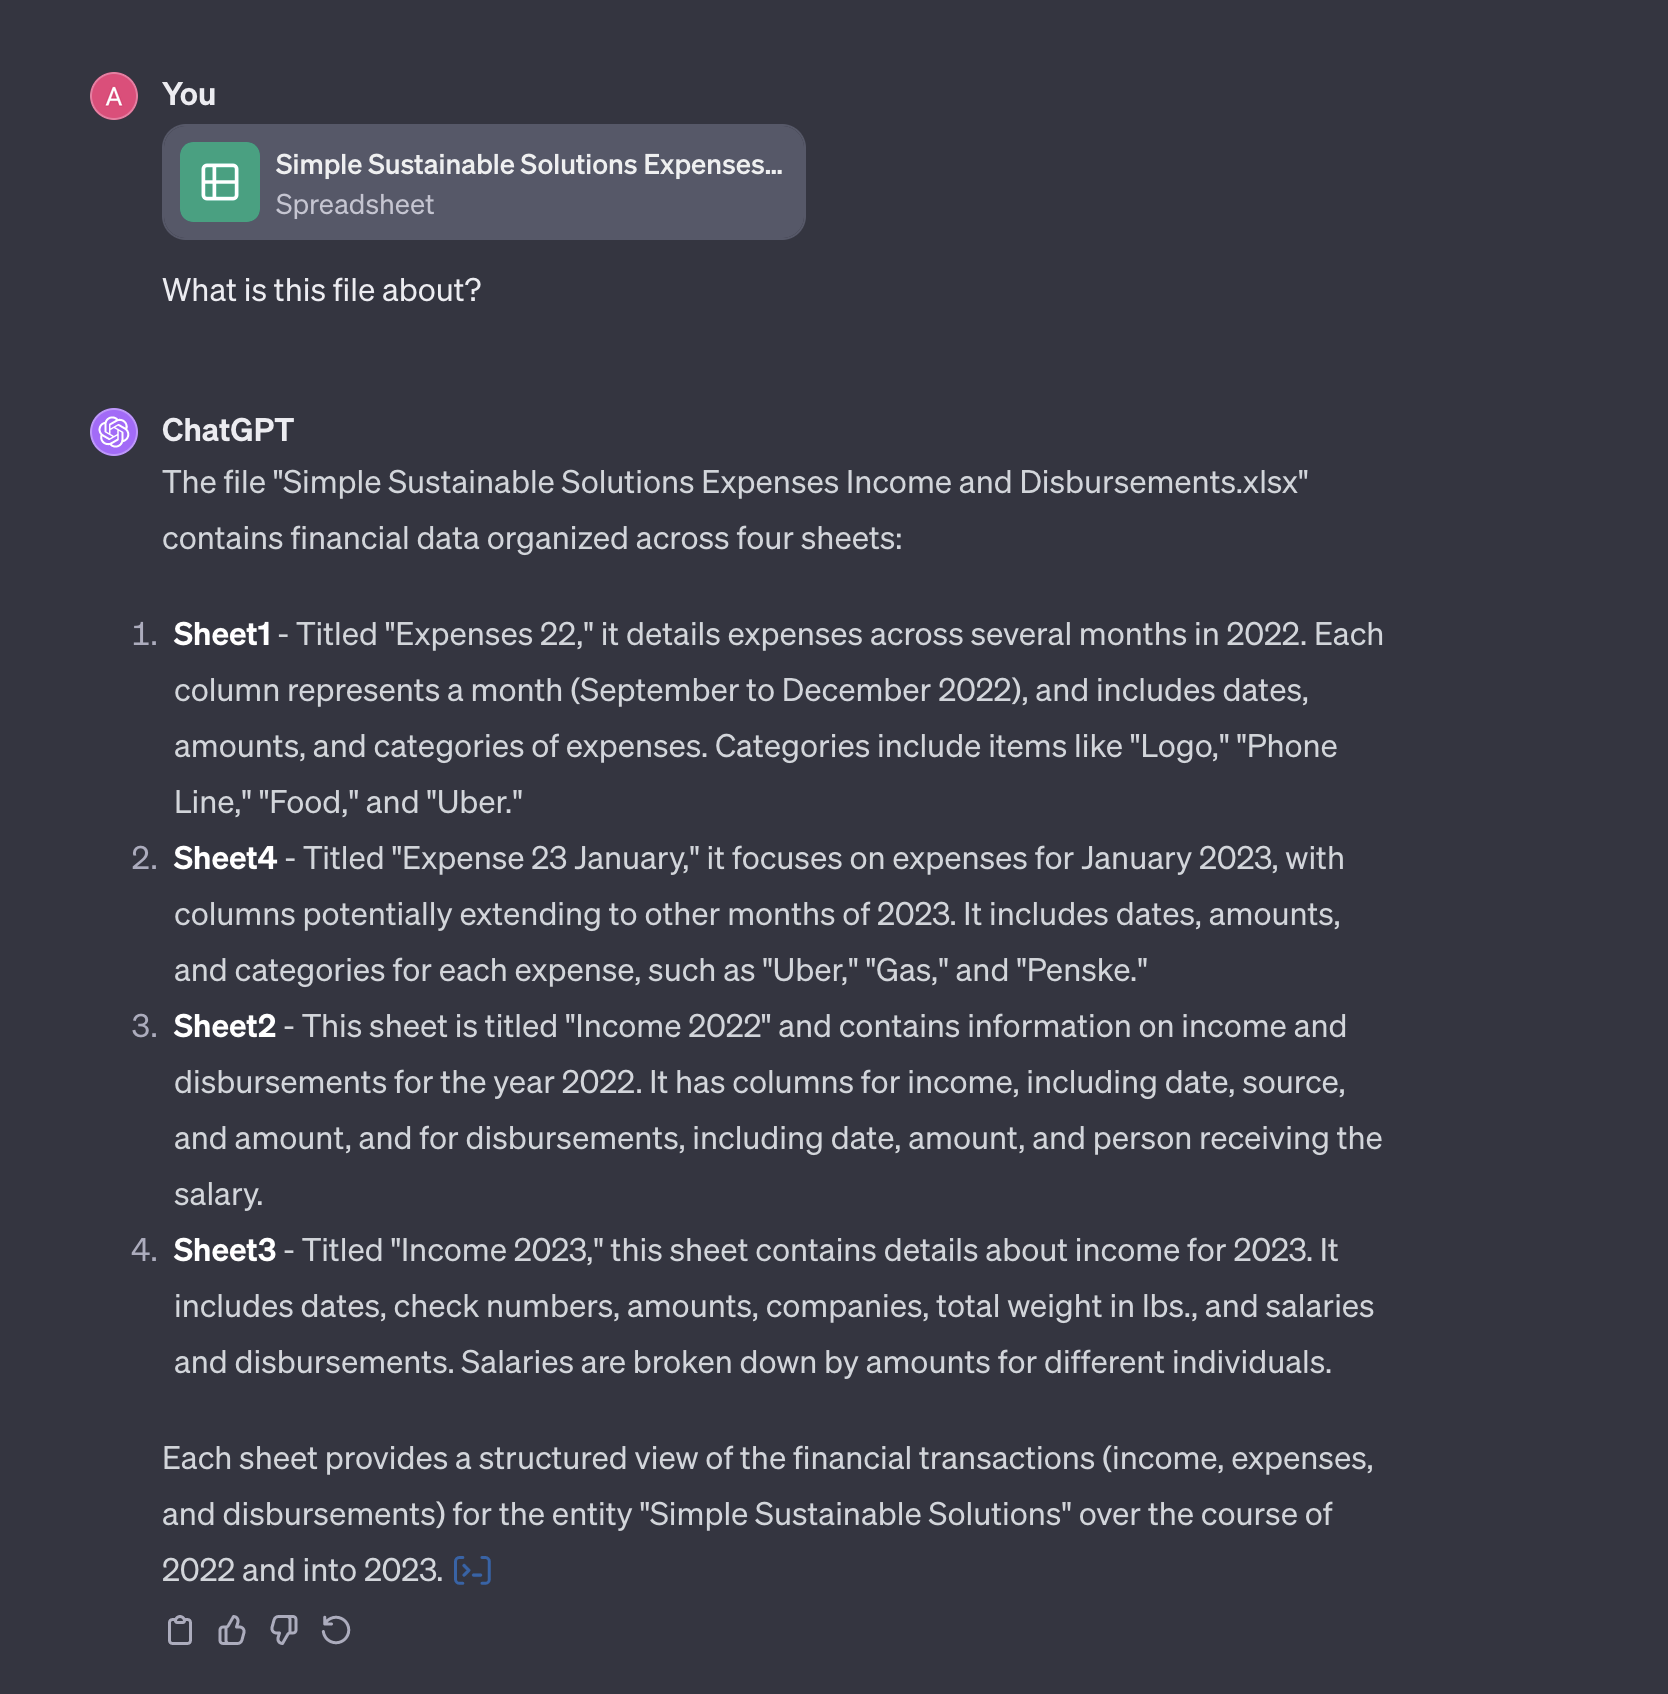 A
You
Simple Sustainable Solutions Expenses...
Spreadsheet
What is this file about?
ChatGPT
The file "Simple Sustainable Solutions Expenses Income and Disbursements.xlsx"
contains financial data organized across four sheets:
1. Sheet1 - Titled "Expenses 22," it details expenses across several months in 2022. Each
column represents a month (September to December 2022), and includes dates,
amounts, and categories of expenses. Categories include items like "Logo," "Phone
Line," "Food," and "Uber."
2. Sheet4 - Titled "Expense 23 January," it focuses on expenses for January 2023, with
columns potentially extending to other months of 2023. It includes dates, amounts,
and categories for each expense, such as "Uber," "Gas," and "Penske."
3. Sheet2 - This sheet is titled "Income 2022" and contains information on income and
disbursements for the year 2022. It has columns for income, including date, source,
and amount, and for disbursements, including date, amount, and person receiving the
salary.
4. Sheet3 - Titled "Income 2023," this sheet contains details about income for 2023. It
includes dates, check numbers, amounts, companies, total weight in lbs., and salaries
and disbursements. Salaries are broken down by amounts for different individuals.
Each sheet provides a structured view of the financial transactions (income, expenses,
and disbursements) for the entity "Simple Sustainable Solutions" over the course of
2022 and into 2023. [>_]